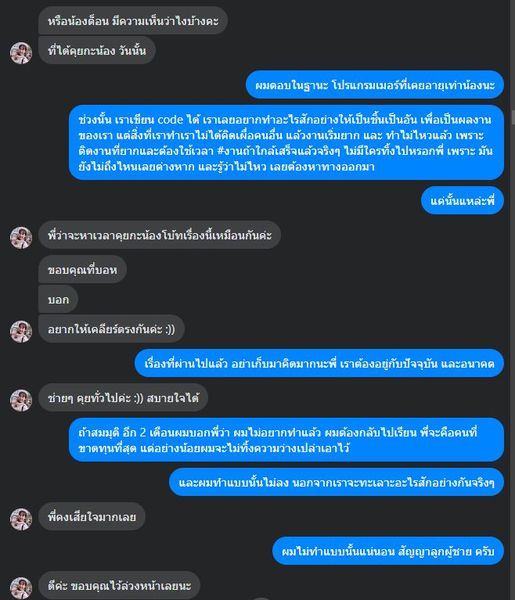 หรือน้องต็อน มีความเห็นว่าไงบ้างคะ
ที่ได้คุยกะน้อง วันนั้น
ผมตอบในฐานะ โปรแกรมเมอร์ที่เคยอายุเท่าน้องนะ
ช่วงนั้น เราเขียน code ได้ เราเลยอยากทำอะไรสักอย่างให้เป็นชิ้นเป็นอัน เพื่อเป็นผลงาน
ของเรา แต่สิ่งที่เราทำเราไม่ได้คิดเผื่อคนอื่น แล้วงานเริ่มยาก และ ทำไม่ไหวแล้ว เพราะ
ติดงานที่ยากและต้องใช้เวลา #งานถ้าใกล้เสร็จแล้วจริงๆ ไม่มีใครทิ้งไปหรอกพี่ เพราะ มัน
ยังไม่ถึงไหนเลยต่างหาก และรู้ว่าไม่ไหว เลยต้องหาทางออกมา
แค่นั้นแหล่ะพี่
พี่ว่าจะหาเวลาคุยกะน้องโบ้ทเรื่องนี้เหมือนกันค่ะ
ขอบคุณที่บอห
บอก
อยากให้เคลียร์ตรงกันค่ะ :))
เรื่องที่ผ่านไปแล้ว อย่าเก็บมาคิดมากนะพี่ เราต้องอยู่กับปัจจุบัน และอนาคต
ช่ายๆ คุยทั่วไปค่ะ :)) สบายใจได้
ถ้าสมมุติ อีก 2 เดือนผมบอกพี่ว่า ผมไม่อยากทำแล้ว ผมต้องกลับไปเรียน พี่จะคือคนที่
ขาดทุนที่สุด แต่อย่างน้อยผมจะไม่ทิ้งความว่างเปล่าเอาไว้
และผมทำแบบนั้นไม่ลง นอกจากเราจะทะเลาะอะไรสักอย่างกันจริงๆ
พี่คงเสียใจมากเลย
ผมไม่ทำแบบนั้นแน่นอน สัญญาลูกผู้ชาย ครับ
ดีค่ะ ขอบคุณไว้ล่วงหน้าเลยนะ